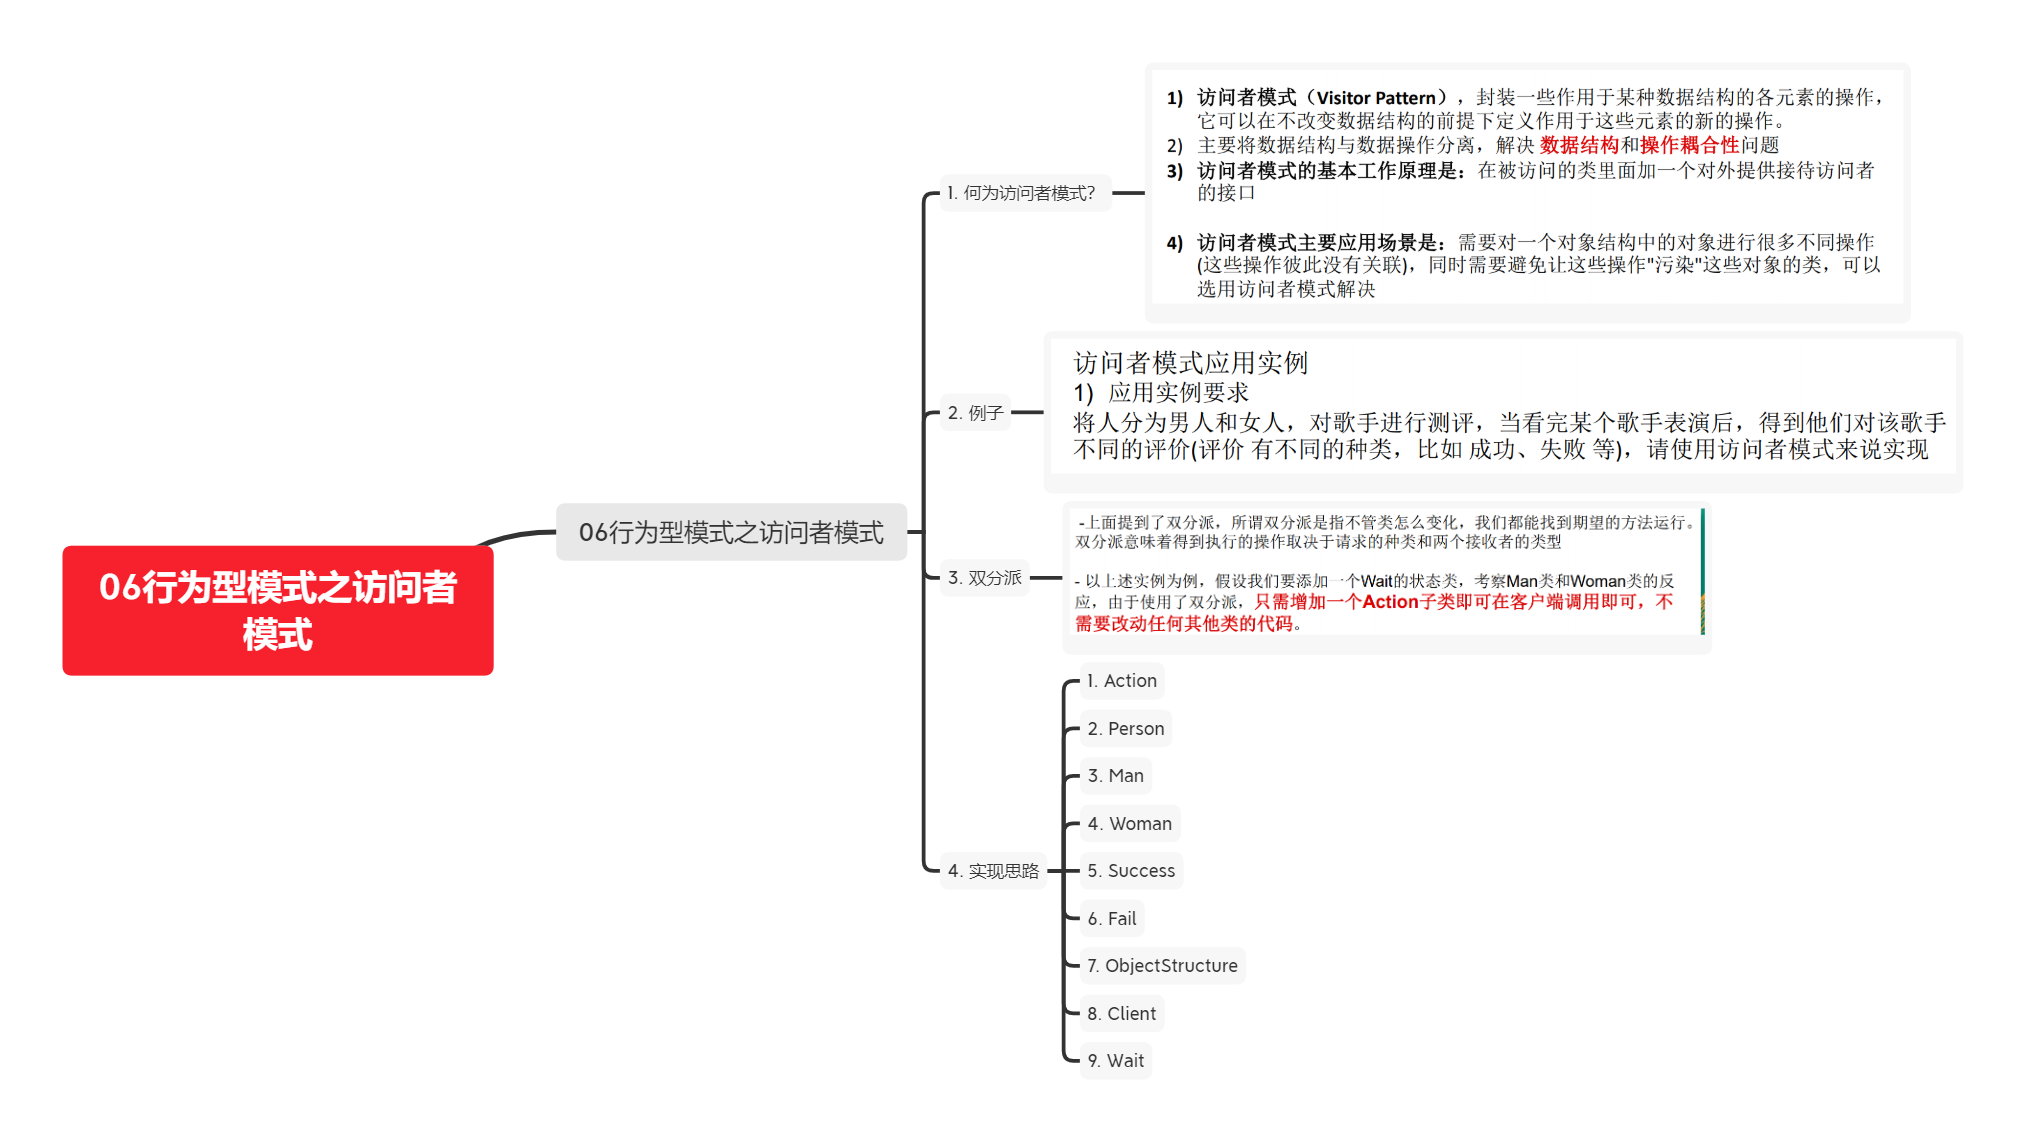 06行为型模式之访问者
模式
06行为型模式之访问者模式
1. 何为访问者模式？
1) 访问者模式（Visitor Pattern），封装一些作用于某种数据结构的各元素的操作，
它可以在不改变数据结构的前提下定义作用于这些元素的新的操作。
2) 主要将数据结构与数据操作分离，解决 数据结构和操作耦合性问题
3) 访问者模式的基本工作原理是：在被访问的类里面加一个对外提供接待访问者
的接口
4) 访问者模式主要应用场景是：需要对一个对象结构中的对象进行很多不同操作
(这些操作彼此没有关联)，同时需要避免让这些操作"污染"这些对象的类，可以
选用访问者模式解决
2. 例子
访问者模式应用实例
1) 应用实例要求
将人分为男人和女人，对歌手进行测评，当看完某个歌手表演后，得到他们对该歌手
不同的评价(评价 有不同的种类，比如 成功、失败 等)，请使用访问者模式来说实现
3. 双分派
-上面提到了双分派，所谓双分派是指不管类怎么变化，我们都能找到期望的方法运行。
双分派意味着得到执行的操作取决于请求的种类和两个接收者的类型
- 以上述实例为例，假设我们要添加一个Wait的状态类，考察Man类和Woman类的反
应，由于使用了双分派，只需增加一个Action子类即可在客户端调用即可，不
需要改动任何其他类的代码。
4. 实现思路
1. Action
2. Person
3. Man
4. Woman
5. Success
6. Fail
7. ObjectStructure
8. Client
9. Wait